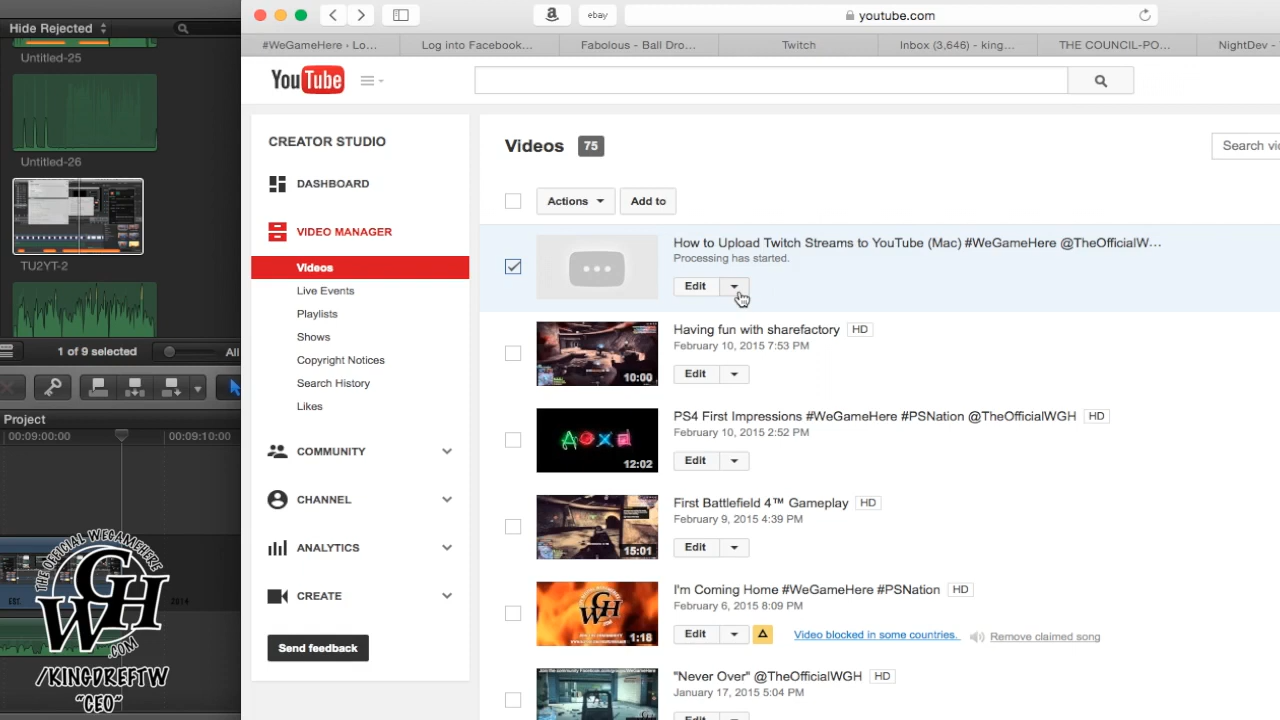 Hide Rejected
Untitled-25
Untitled-26
TU2YT-2
1 of 9 selected
All
Project
00:09:00:00
00:09:10:00
2014
THE OFFICIAL WEGAMEHERE
WGH
.COM
/KINGDREFTW
"CEO"
a
ebay
youtube.com
#WeGameHere › Lo...
Log into Facebook...
Fabolous - Ball Dro...
Twitch
Inbox (3,646) - king...
THE COUNCIL-PO...
NightDev -
YouTube
CREATOR STUDIO
DASHBOARD
VIDEO MANAGER
Videos
Live Events
Playlists
Shows
Copyright Notices
Search History
Likes
COMMUNITY
CHANNEL
ANALYTICS
CREATE
Send feedback
Videos 75
Search vi
Actions
Add to
How to Upload Twitch Streams to YouTube (Mac) #WeGameHere @TheOfficialW...
Processing has started.
Edit
Having fun with sharefactory HD
February 10, 2015 7:53 PM
10:00
Edit
PS4 First Impressions #WeGameHere #PSNation @TheOfficialWGH HD
February 10, 2015 2:52 PM
12:02
Edit
First Battlefield 4™ Gameplay HD
February 9, 2015 4:39 PM
15:01
Edit
I'm Coming Home #WeGameHere #PSNation HD
February 6, 2015 8:09 PM
WGH
1:18
Edit
Video blocked in some countries.
Remove claimed song
"Never Over" @TheOfficialWGH HD
January 17, 2015 5:04 PM
Edit